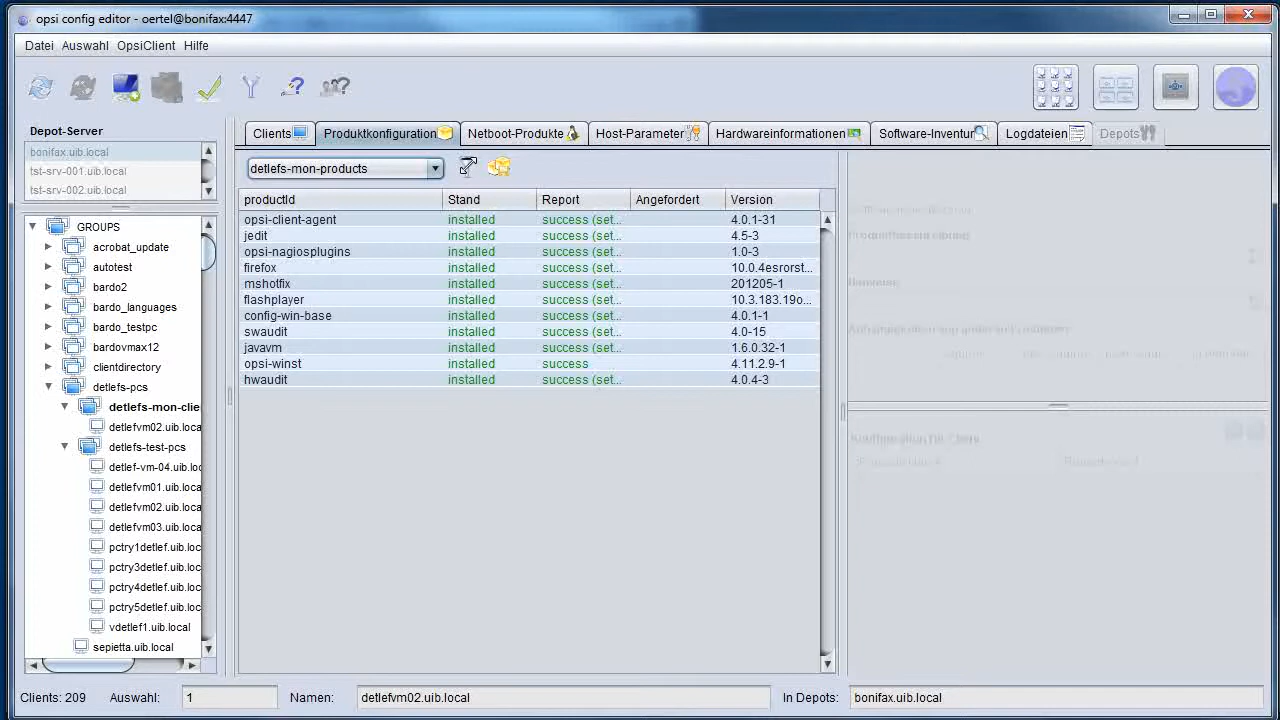 opsi config editor - oertel@bonifax:4447
Datei Auswahl OpsiClient Hilfe
Depot-Server
bonifax.uib.local
tst-srv-001.uib.local
tst-srv-002.uib.local
GROUPS
acrobat_update
autotest
bardo2
bardo_languages
bardo_testpc
bardovmax12
clientdirectory
detlefs-pcs
detlefs-mon-clie
detlefvm02.uib.loca
detlefs-test-pcs
detlef-vm-04.uib.loc
detlefvm01.uib.loca
detlefvm02.uib.loca
detlefvm03.uib.loca
pctry1detlef.uib.loc
pctry3detlef.uib.loc
pctry4detlef.uib.loc
pctry5detlef.uib.loc
vdetlef1.uib.local
sepietta.uib.local
Clients Produktkonfiguration Netboot-Produkte Host-Parameter Hardwareinformationen Software-Inventur Logdateien Depots
detlefs-mon-products
productId Stand Report Angefordert Version
opsi-client-agent installed success (set... 4.0.1-31
jedit installed success (set... 4.5-3
opsi-nagiosplugins installed success (set... 1.0-3
firefox installed success (set... 10.0.4esrorst...
mshotfix installed success (set... 201205-1
flashplayer installed success (set... 10.3.183.19o...
config-win-base installed success (set... 4.0.1-1
swaudit installed success (set... 4.0-15
javavm installed success (set... 1.6.0.32-1
opsi-winst installed success 4.11.2.9-1
hwaudit installed success (set... 4.0.4-3
Konfiguration für Client
Clients: 209 Auswahl: 1 Namen: detlefvm02.uib.local In Depots: bonifax.uib.local